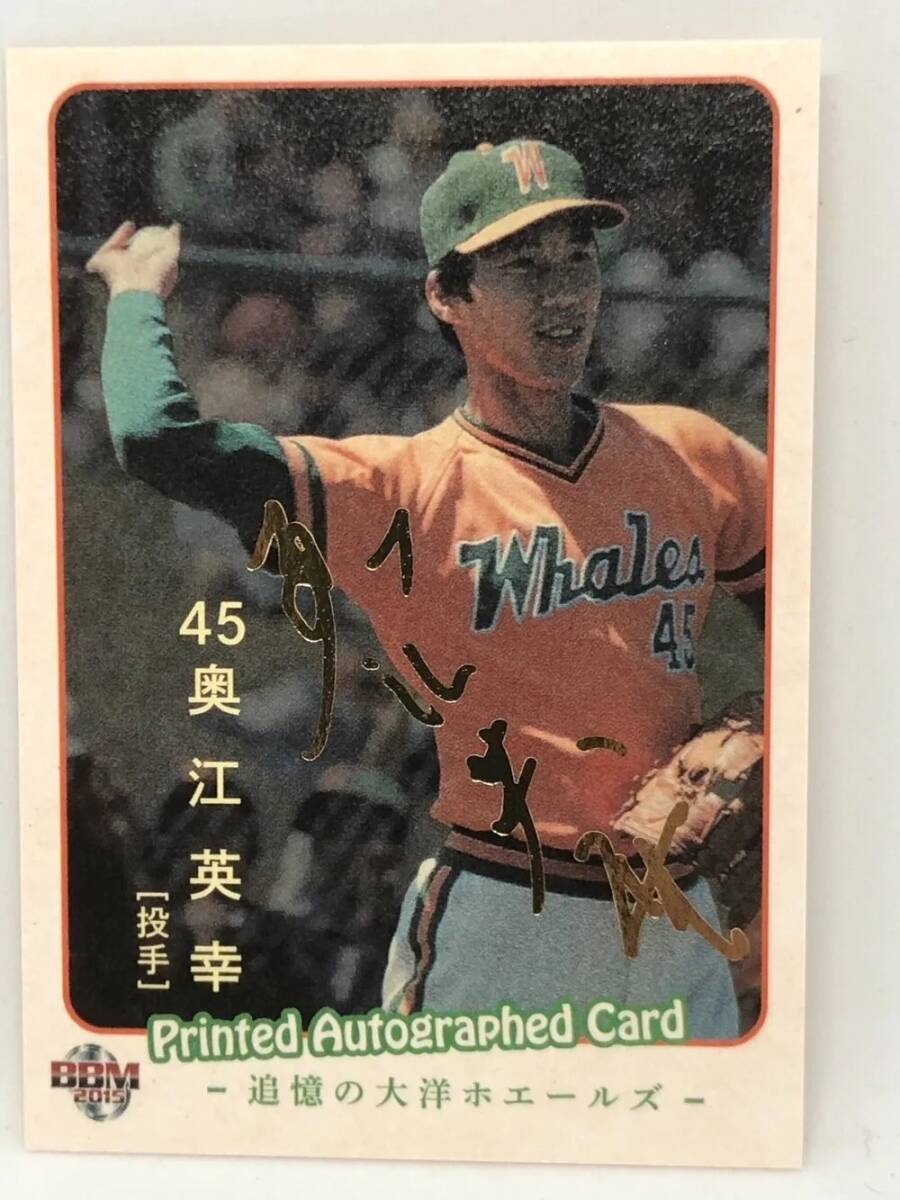 W
Whales
45
45 奥江英幸
[投手]
Printed Autographed Card
BBM
2015
- 追憶の大洋ホエールズ -